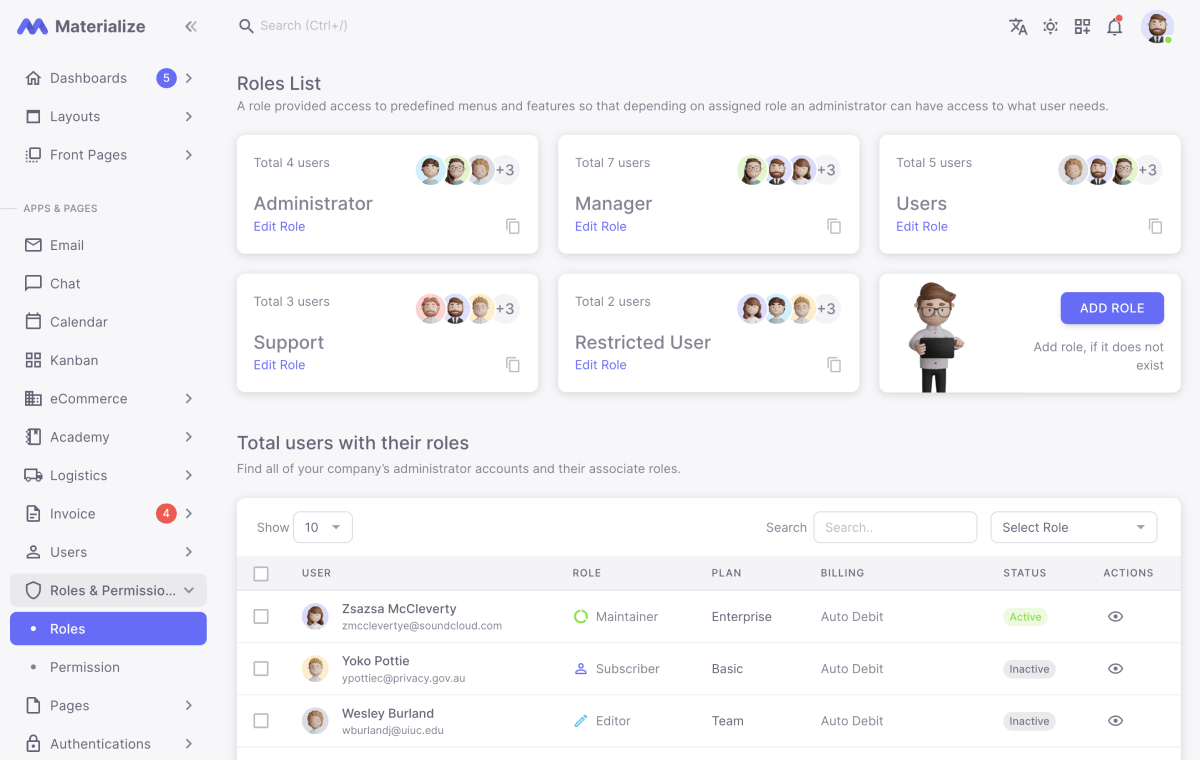 Materialize
Search (Ctrl+/)
Dashboards
5
Layouts
Front Pages
APPS & PAGES
Email
Chat
Calendar
Kanban
eCommerce
Academy
Logistics
Invoice
4
Users
Roles & Permissio...
Roles
Permission
Pages
Authentications
Roles List
A role provided access to predefined menus and features so that depending on assigned role an administrator can have access to what user needs.
Total 4 users
+3
Administrator
Edit Role
Total 7 users
+3
Manager
Edit Role
Total 5 users
+3
Users
Edit Role
Total 3 users
+3
Support
Edit Role
Total 2 users
+3
Restricted User
Edit Role
ADD ROLE
Add role, if it does not
exist
Total users with their roles
Find all of your company's administrator accounts and their associate roles.
Show 10
Search Search.. Select Role
USER ROLE PLAN BILLING STATUS ACTIONS
Zsazsa McCleverty
zmcclevertye@soundcloud.com
Maintainer Enterprise Auto Debit Active
Yoko Pottie
ypottiec@privacy.gov.au
Subscriber Basic Auto Debit Inactive
Wesley Burland
wburlandj@uiuc.edu
Editor Team Auto Debit Inactive